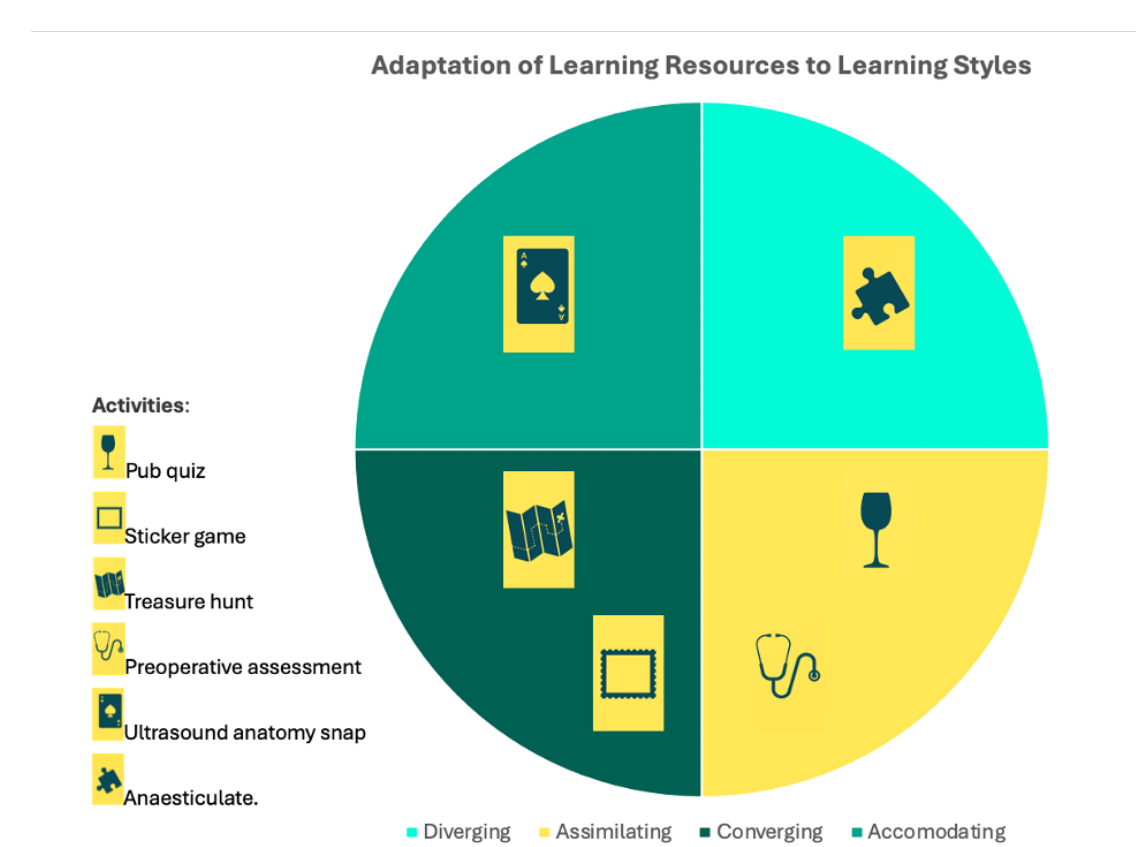 Adaptation of Learning Resources to Learning Styles
A
A
Activities:
Pub quiz
Sticker game
Treasure hunt
Preoperative assessment
Ultrasound anatomy snap
Anaesticulate.
Diverging Assimilating Converging Accomodating